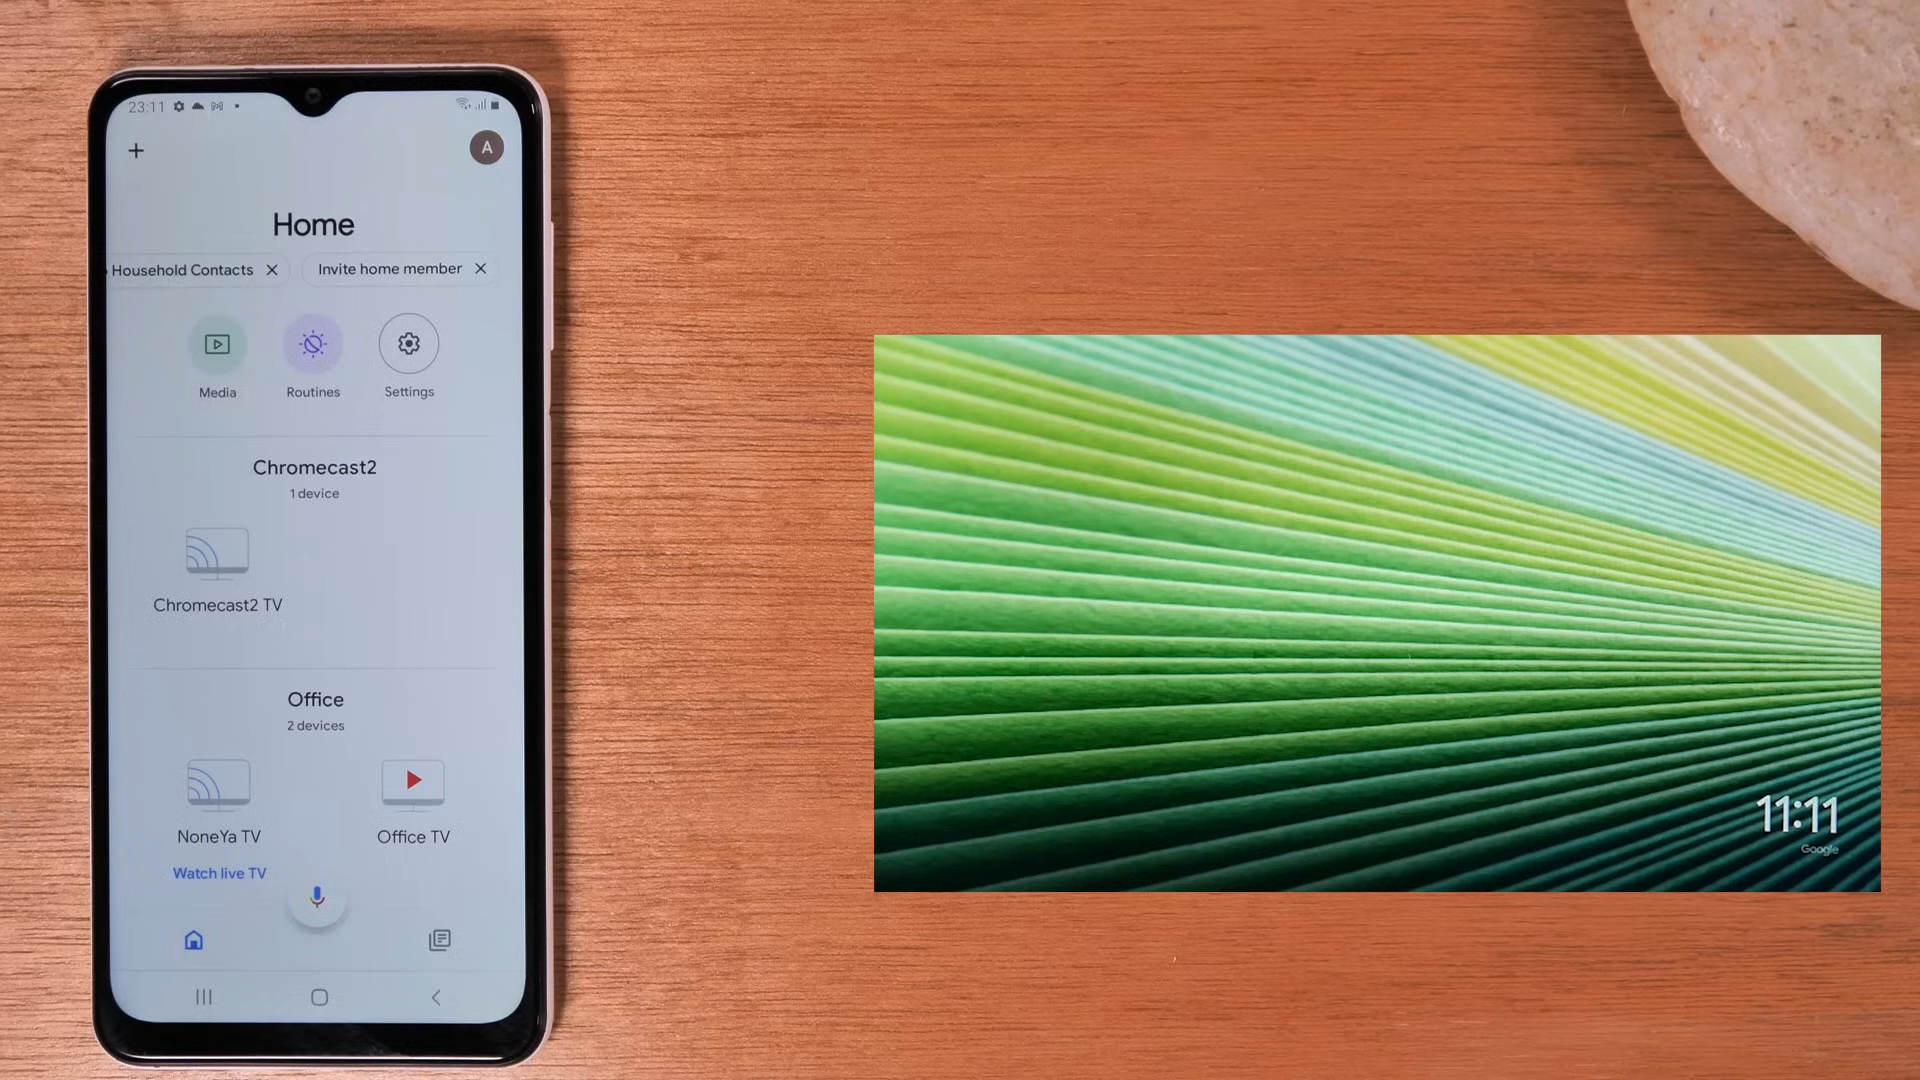 23:11
A
Home
Household Contacts
Invite home member
Media
Routines
Settings
Chromecast2
1 device
Chromecast2 TV
Office
2 devices
NoneYa TV
Office TV
Watch live TV
11:11
Google